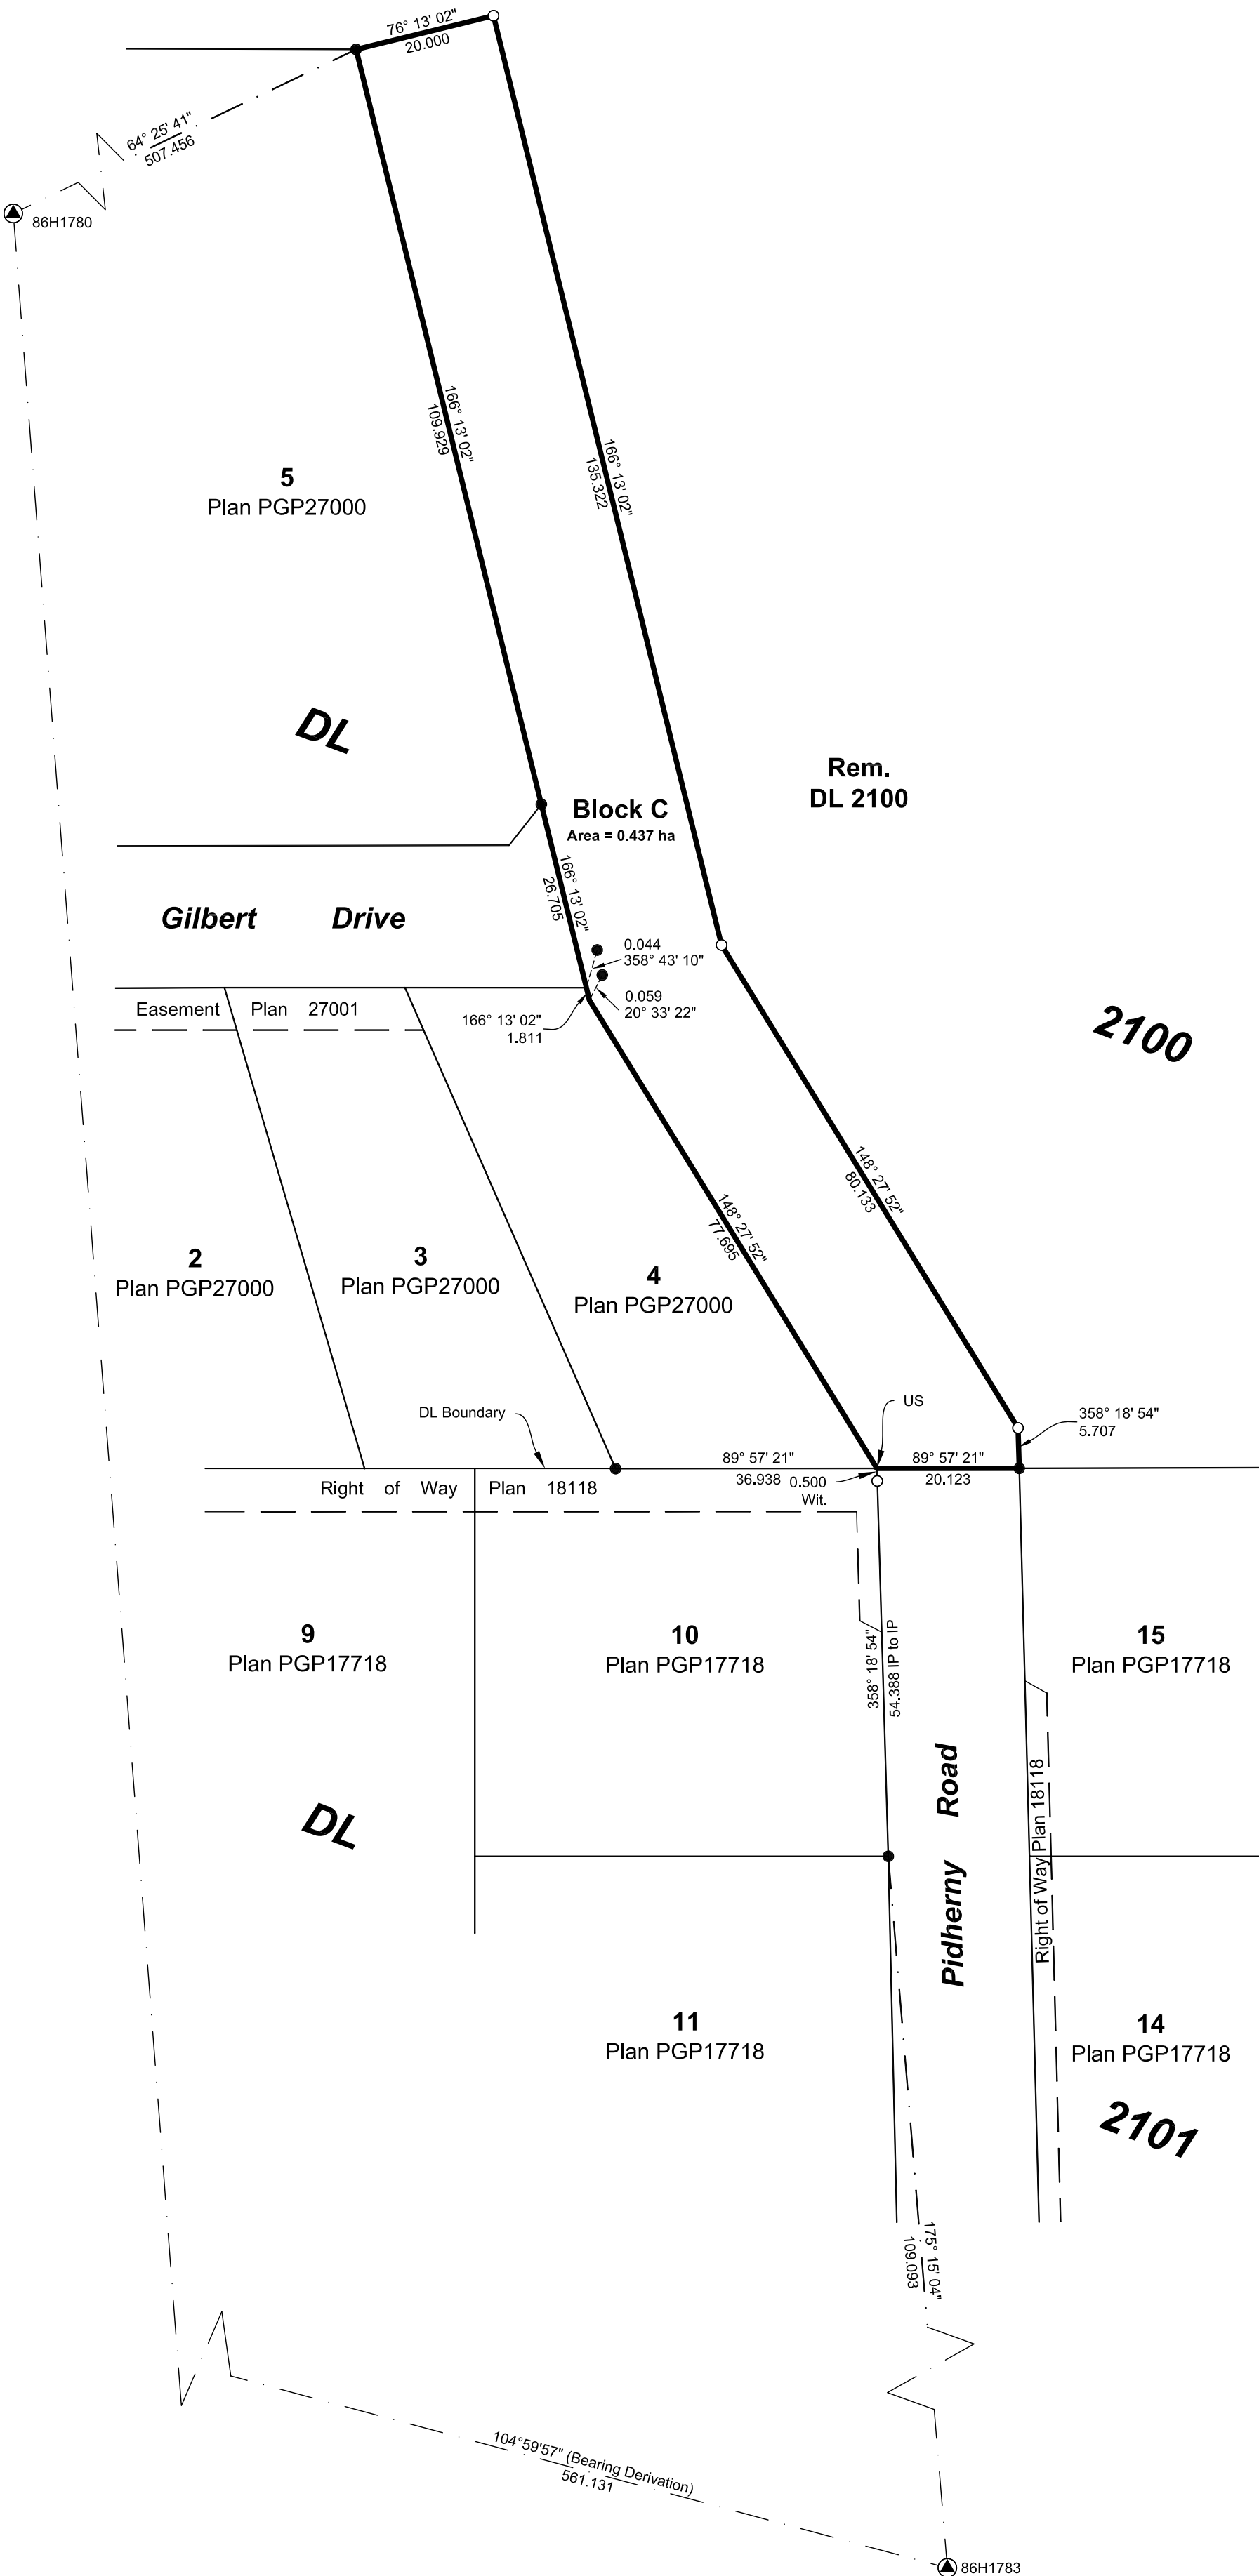 76° 13' 02"
20.000
64° 25' 41"
507.456
86H1780
166° 13' 02"
109.929
166° 13' 02"
135.322
5
Plan PGP27000
DL
Rem.
DL 2100
Block C
Area = 0.437 ha
166° 13' 02"
26.705
Gilbert Drive
0.044
358° 43' 10"
0.059
20° 33' 22"
Easement Plan 27001
166° 13' 02"
1.811
2100
148° 27' 52"
80.133
148° 27' 52"
77.695
2
Plan PGP27000
3
Plan PGP27000
4
Plan PGP27000
DL Boundary
US
358° 18' 54"
5.707
89° 57' 21"
36.938
89° 57' 21"
20.123
0.500
Wit.
Right of Way Plan 18118
9
Plan PGP17718
10
Plan PGP17718
15
Plan PGP17718
358° 18' 54"
54.388 IP to IP
Pidherny Road
Right of Way Plan 18118
DL
11
Plan PGP17718
14
Plan PGP17718
2101
175° 15' 04"
109.093
104°59'57" (Bearing Derivation)
561.131
86H1783